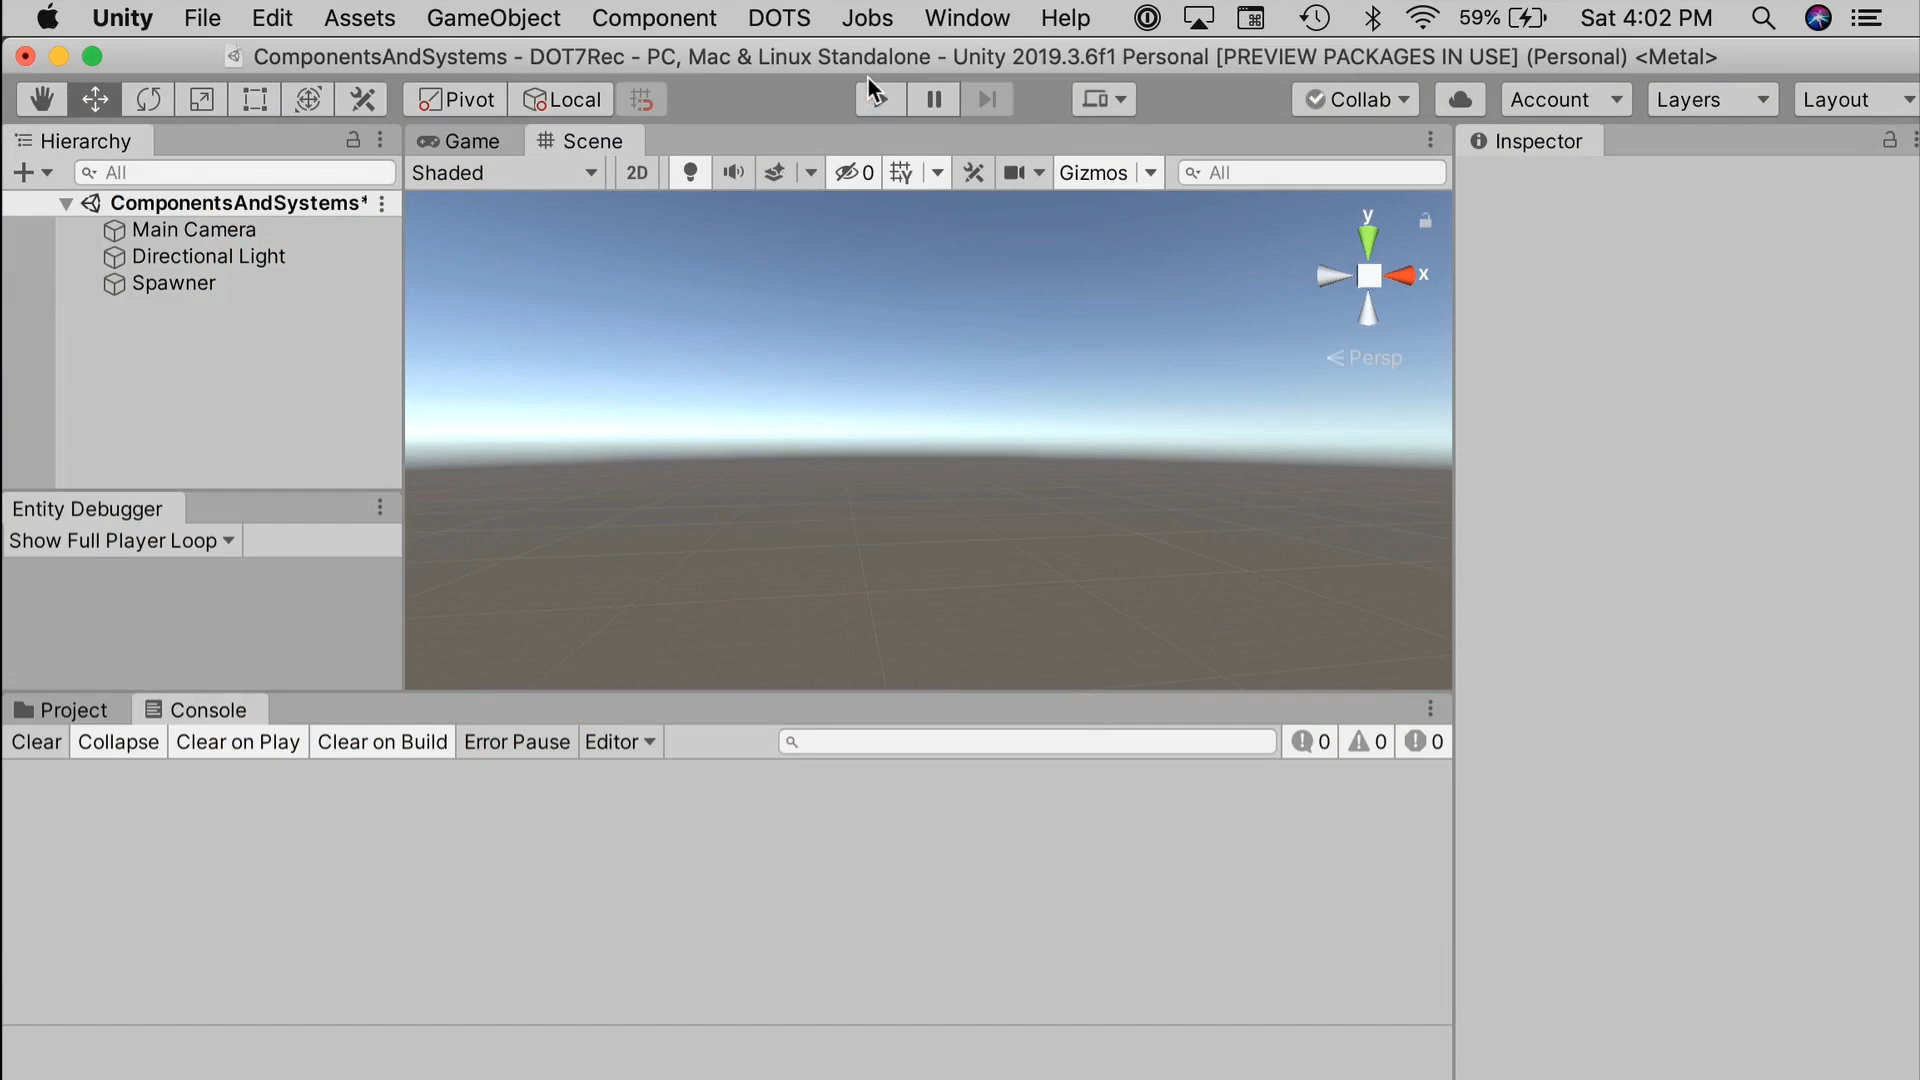 Unity File Edit Assets GameObject Component DOTS Jobs Window Help 59% Sat 4:02 PM
ComponentsAndSystems - DOT7Rec - PC, Mac & Linux Standalone - Unity 2019.3.6f1 Personal [PREVIEW PACKAGES IN USE] (Personal) <Metal>
Pivot Local Collab Account Layers Layout
Hierarchy Game Scene Inspector
All Shaded 2D 0 Gizmos All
ComponentsAndSystems*
Main Camera
Directional Light
Spawner
y
x
Persp
Entity Debugger
Show Full Player Loop
Project Console
Clear Collapse Clear on Play Clear on Build Error Pause Editor 0 0 0